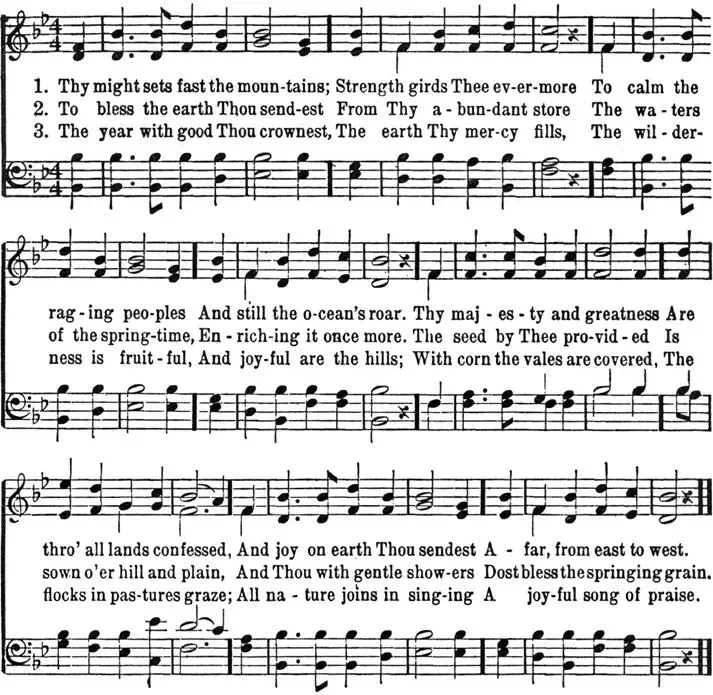 1. Thy might sets fast the moun-tains; Strength girds Thee ev-er-more To calm the
2. To bless the earth Thou send-est From Thy a - bun-dant store The wa - ters
3. The year with good Thou crownest, The earth Thy mer-cy fills, The wil - der-
rag-ing peo-ples And still the o-cean's roar. Thy maj - es - ty and greatness Are
of the spring-time, En - rich-ing it once more. The seed by Thee pro-vid - ed Is
ness is fruit-ful, And joy-ful are the hills; With corn the vales are covered, The
thro' all lands confessed, And joy on earth Thou sendest A - far, from east to west.
sown o'er hill and plain, And Thou with gentle show-ers Dost bless the springing grain.
flocks in pas-tures graze; All na - ture joins in sing-ing A joy-ful song of praise.